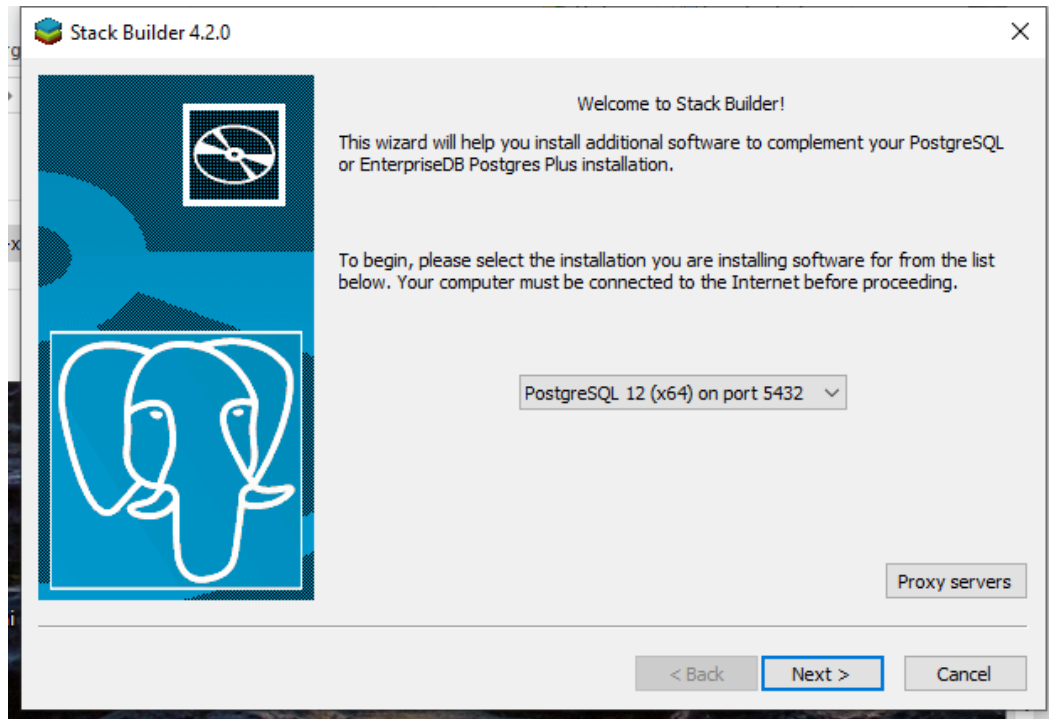 Stack Builder 4.2.0
Welcome to Stack Builder!
This wizard will help you install additional software to complement your PostgreSQL
or EnterpriseDB Postgres Plus installation.
To begin, please select the installation you are installing software for from the list
below. Your computer must be connected to the Internet before proceeding.
PostgreSQL 12 (x64) on port 5432
Proxy servers
< Back
Next >
Cancel